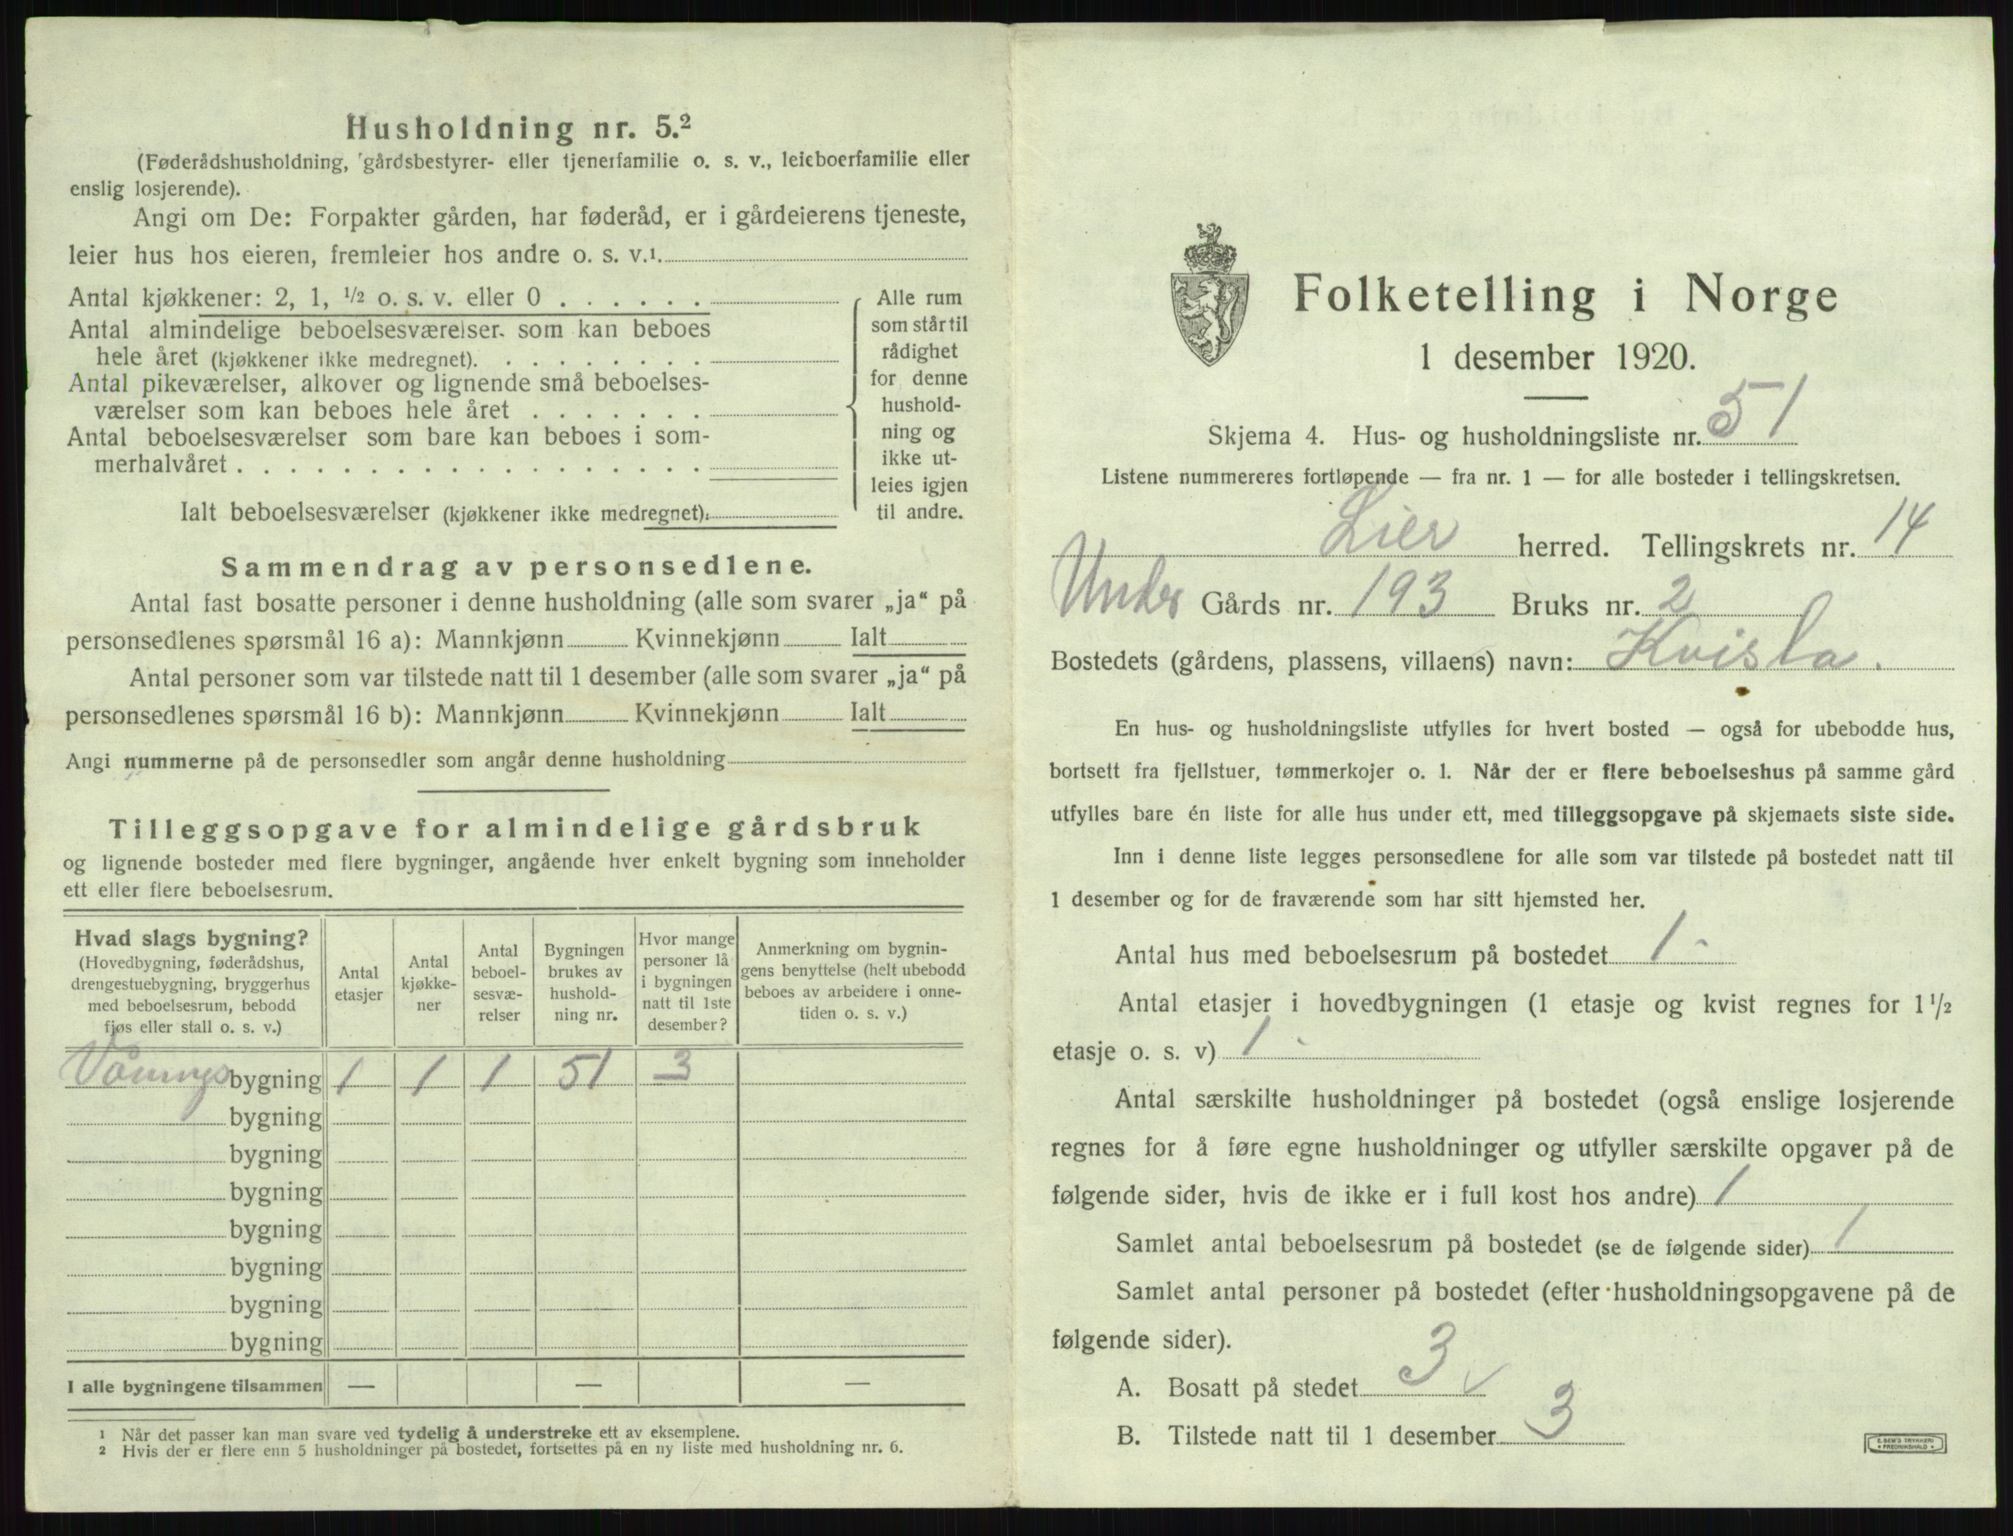 Husholdning nr. 5.²
(Føderådshusholdning, gårdsbestyrer- eller tjenerfamilie o. s. v., leieboerfamilie eller
enslig losjerende).
Angi om De: Forpakter gården, har føderåd, er i gårdeierens tjeneste,
leier hus hos eieren, fremleier hos andre o. s. v.¹
Antal kjøkkener: 2, 1, ½ o. s. v. eller 0 . . . . . .
Antal almindelige beboelsesværelser som kan beboes
hele året (kjøkkener ikke medregnet). . . . . . . . .
Antal pikeværelser, alkover og lignende små beboelses-
værelser som kan beboes hele året . . . . . . .
Antal beboelsesværelser som bare kan beboes i som-
merhalvåret . . . . . . . . . . . . . . . . . .
Ialt beboelsesværelser (kjøkkener ikke medregnet).
Alle rum
som står til
rådighet
for denne
hushold-
ning og
ikke ut-
leies igjen
til andre.
Sammendrag av personsedlene.
Antal fast bosatte personer i denne husholdning (alle som svarer „ja“ på
personsedlenes spørsmål 16 a): Mannkjønn Kvinnekjønn Ialt
Antal personer som var tilstede natt til 1 desember (alle som svarer „ja“ på
personsedlenes spørsmål 16 b): Mannkjønn Kvinnekjønn Ialt
Angi nummerne på de personsedler som angår denne husholdning
Tilleggsopgave for almindelige gårdsbruk
og lignende bosteder med flere bygninger, angående hver enkelt bygning som inneholder
ett eller flere beboelsesrum.
Hvad slags bygning?
(Hovedbygning, føderådshus,
drengestuebygning, bryggerhus
med beboelsesrum, bebodd
fjøs eller stall o. s. v.)
Antal
etasjer
Antal
kjøkke-
ner
Antal
beboel-
sesvæ-
relser
Bygningen
brukes av
hushold-
ning nr.
Hvor mange
personer lå
i bygningen
natt til 1ste
desember?
Anmerkning om bygnin-
gens benyttelse (helt ubebodd
beboes av arbeidere i onne-
tiden o. s. v.)
Vånings bygning 1 1 1 51 3
bygning
bygning
bygning
bygning
bygning
bygning
bygning
I alle bygningene tilsammen — — —
1 Når det passer kan man svare ved tydelig å understreke ett av eksemplene.
2 Hvis der er flere enn 5 husholdninger på bostedet, fortsettes på en ny liste med husholdning nr. 6.
Folketelling i Norge
1 desember 1920.
Skjema 4. Hus- og husholdningsliste nr. 51
Listene nummereres fortløpende — fra nr. 1 — for alle bosteder i tellingskretsen.
Lier herred. Tellingskrets nr. 14
Under Gårds nr. 193 Bruks nr. 2
Bostedets (gårdens, plassens, villaens) navn: Kvisla.
En hus- og husholdningsliste utfylles for hvert bosted — også for ubebodde hus,
bortsett fra fjellstuer, tømmerkojer o. l. Når der er flere beboelseshus på samme gård
utfylles bare én liste for alle hus under ett, med tilleggsopgave på skjemaets siste side.
Inn i denne liste legges personsedlene for alle som var tilstede på bostedet natt til
1 desember og for de fraværende som har sitt hjemsted her.
Antal hus med beboelsesrum på bostedet 1
Antal etasjer i hovedbygningen (1 etasje og kvist regnes for 1 1/2
etasje o. s. v) 1
Antal særskilte husholdninger på bostedet (også enslige losjerende
regnes for å føre egne husholdninger og utfyller særskilte opgaver på de
følgende sider, hvis de ikke er i full kost hos andre) 1
Samlet antal beboelsesrum på bostedet (se de følgende sider) 1
Samlet antal personer på bostedet (efter husholdningsopgavene på de
følgende sider).
A. Bosatt på stedet 3 ✓
B. Tilstede natt til 1 desember 3
E. SEM'S TRYKKERI
FREDRIKSHALD